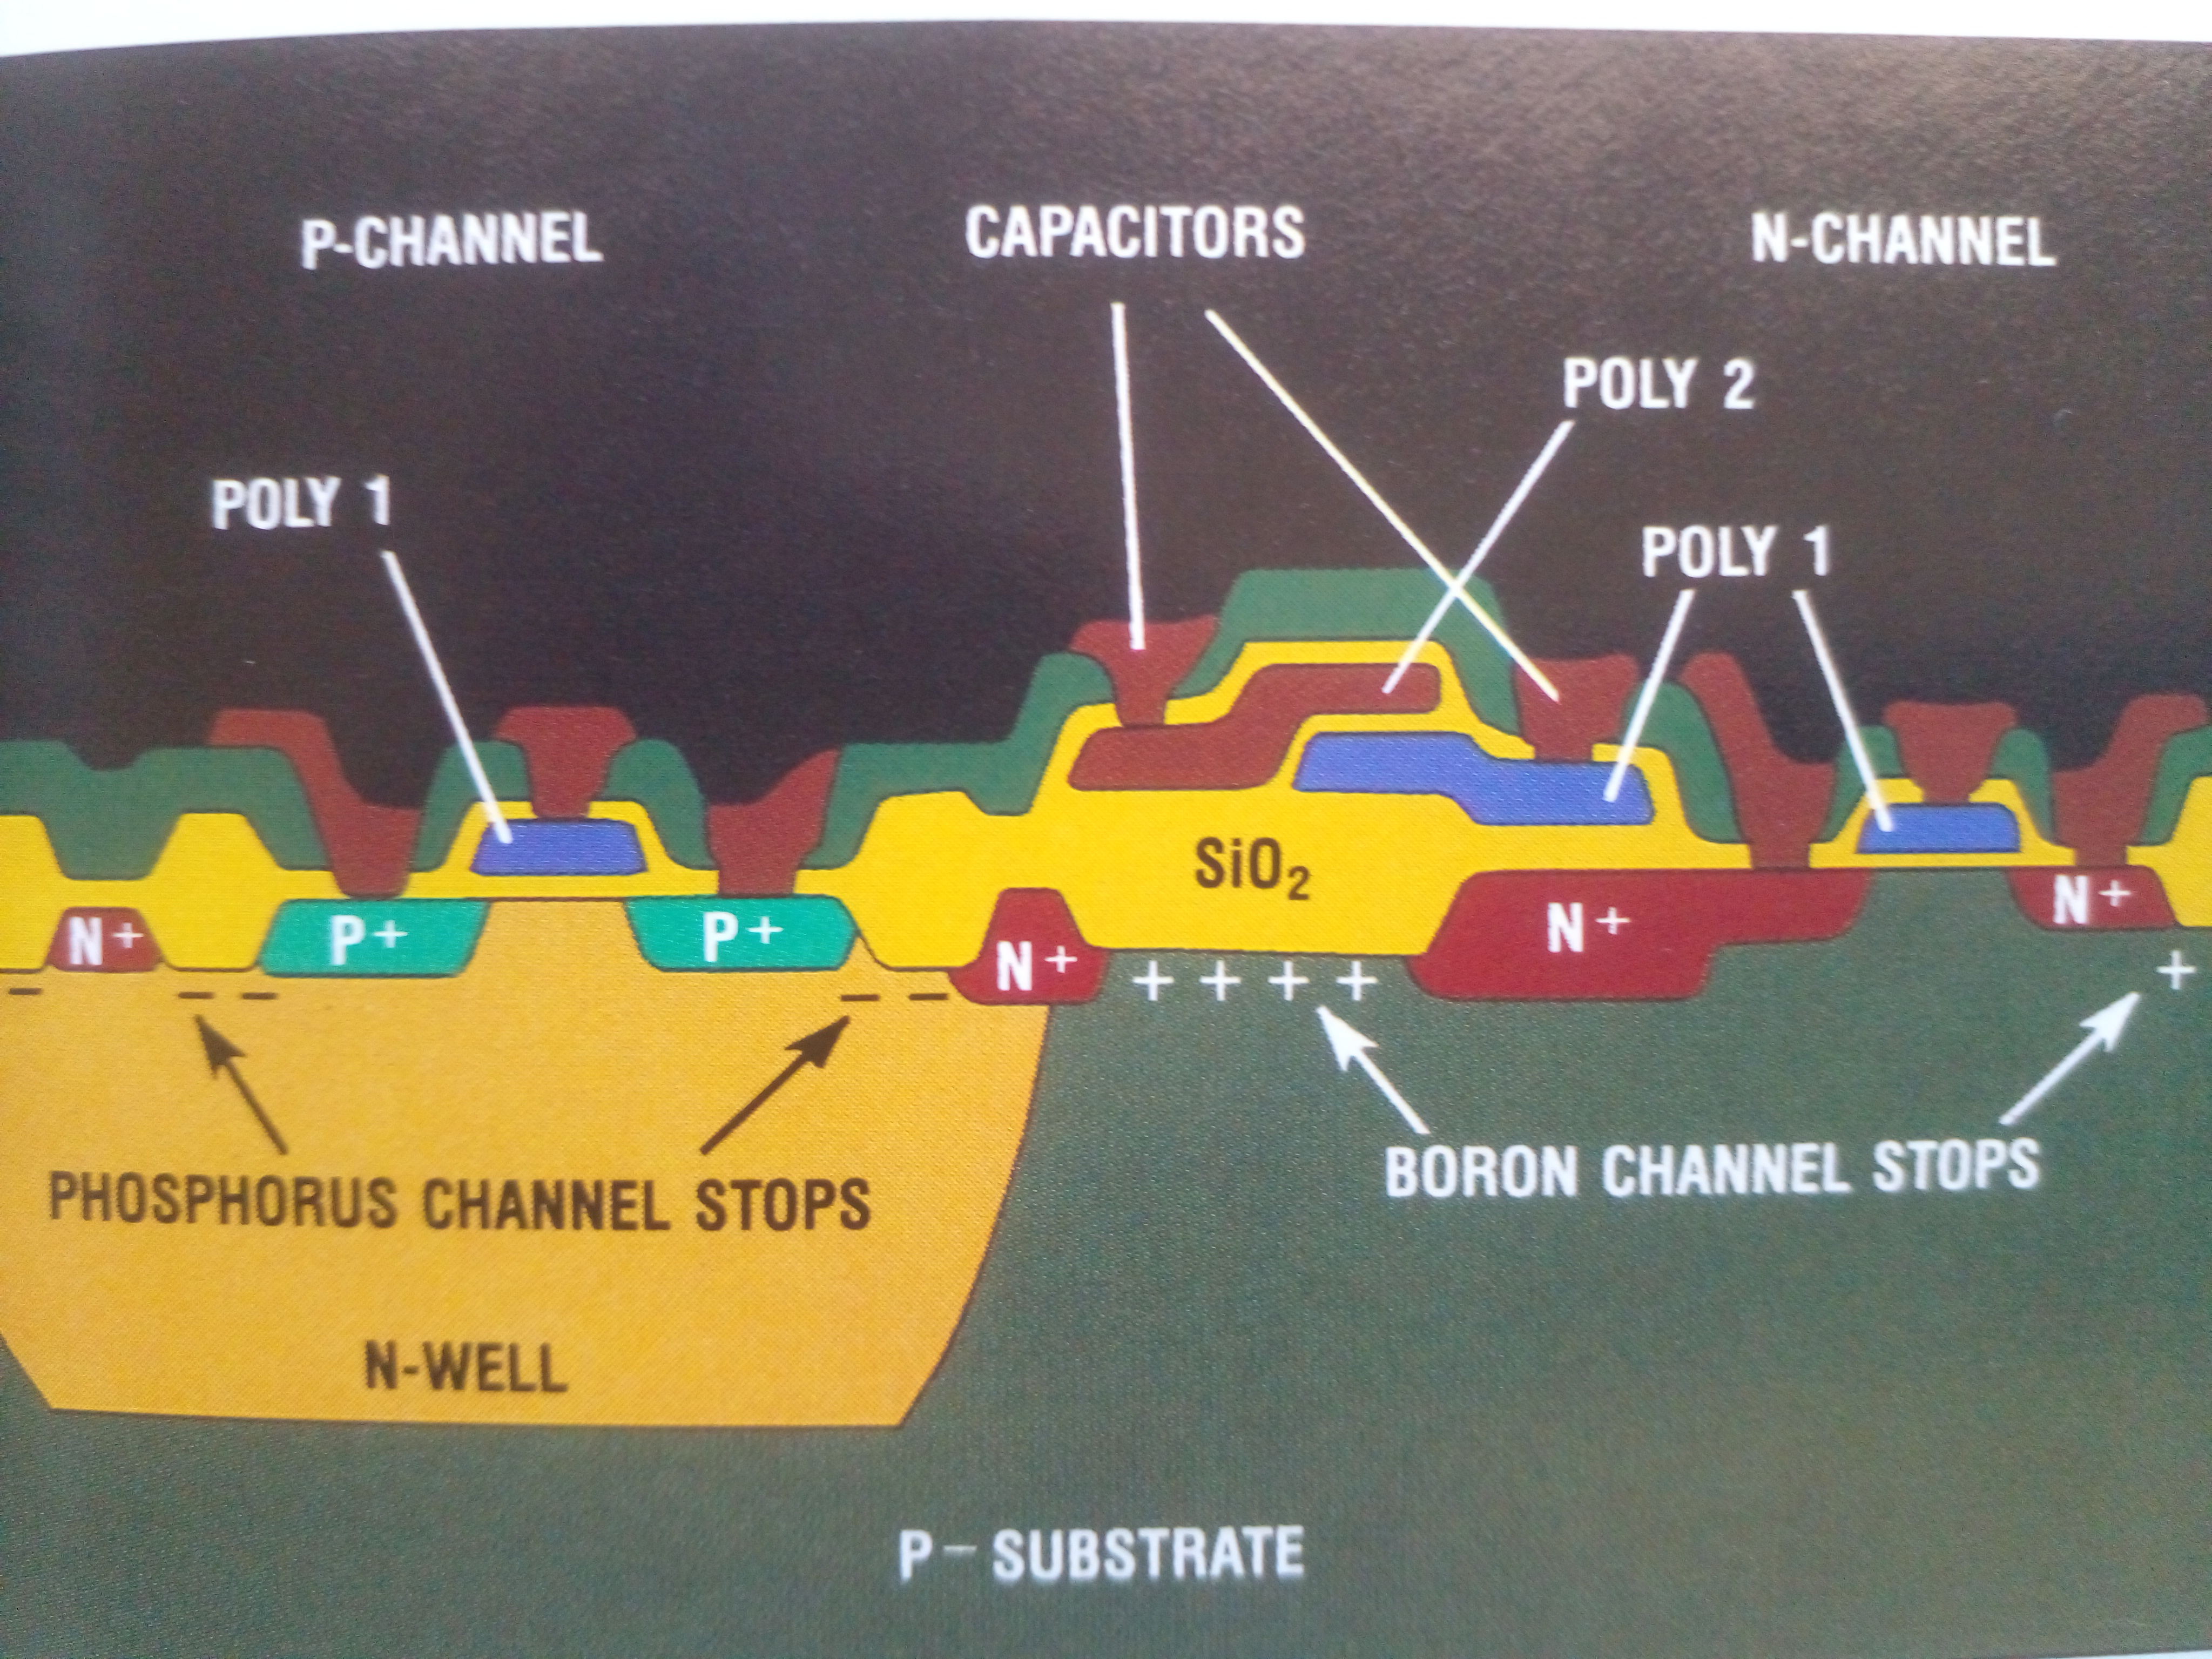 P-CHANNEL
CAPACITORS
N-CHANNEL
POLY 2
POLY 1
POLY 1
SiO₂
N+
P+
P+
N+
+ + + +
N+
N+
+
– – –
– –
PHOSPHORUS CHANNEL STOPS
BORON CHANNEL STOPS
N-WELL
P– SUBSTRATE